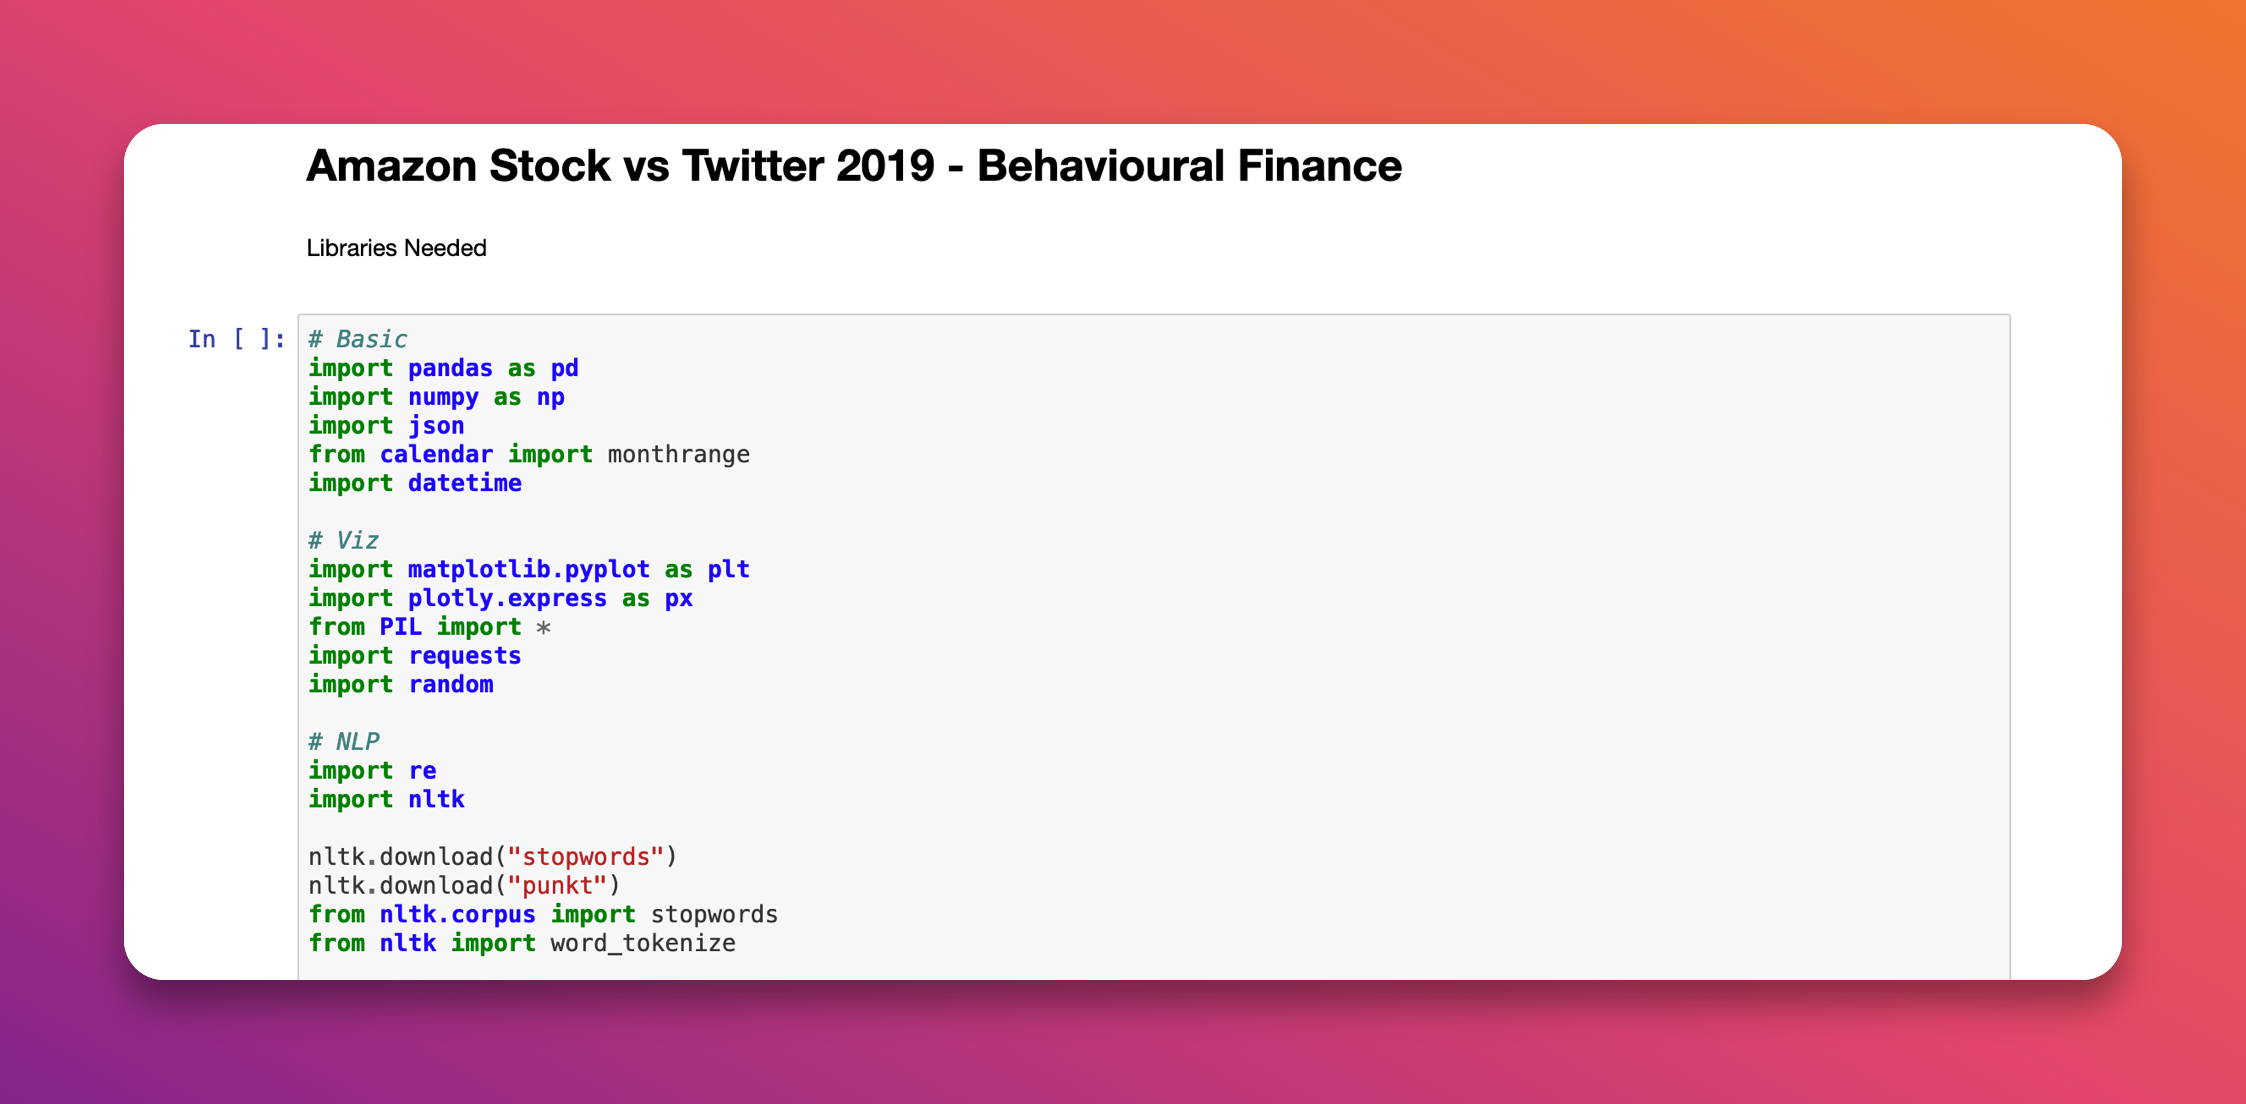 Amazon Stock vs Twitter 2019 - Behavioural Finance
Libraries Needed
In [ ]:
# Basic
import pandas as pd
import numpy as np
import json
from calendar import monthrange
import datetime
# Viz
import matplotlib.pyplot as plt
import plotly.express as px
from PIL import *
import requests
import random
# NLP
import re
import nltk
nltk.download("stopwords")
nltk.download("punkt")
from nltk.corpus import stopwords
from nltk import word_tokenize